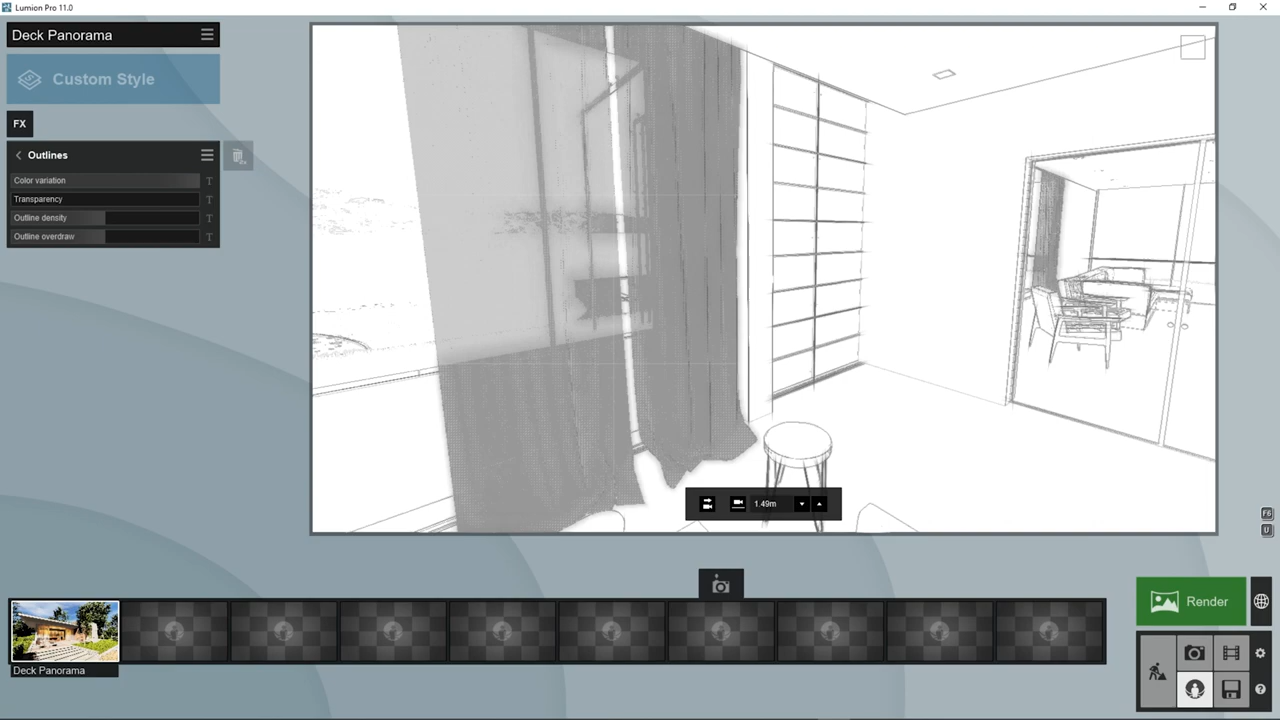 Lumion Pro 11.0
Deck Panorama
Custom Style
FX
Outlines
Color variation T
Transparency T
Outline density T
Outline overdraw T
1.49m
F6
U
Render
Deck Panorama